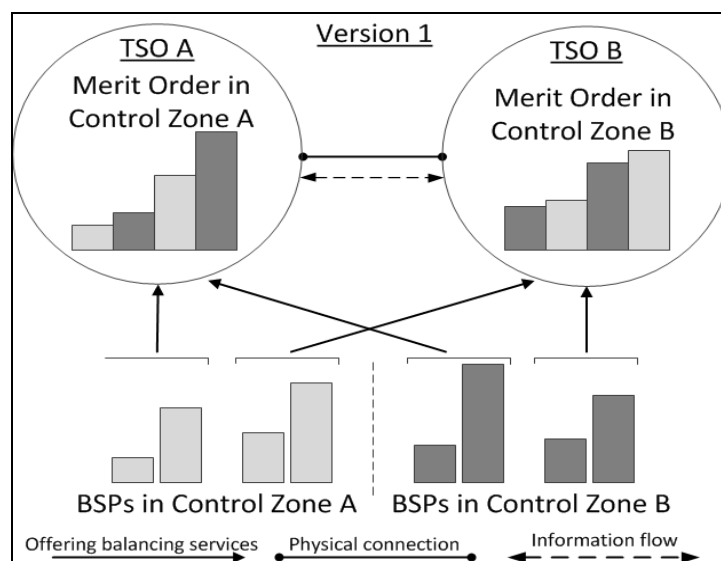 TSO A
Version 1
TSO B
Merit Order in
Control Zone A
Merit Order in
Control Zone B
BSPs in Control Zone A
BSPs in Control Zone B
Offering balancing services
Physical connection
Information flow